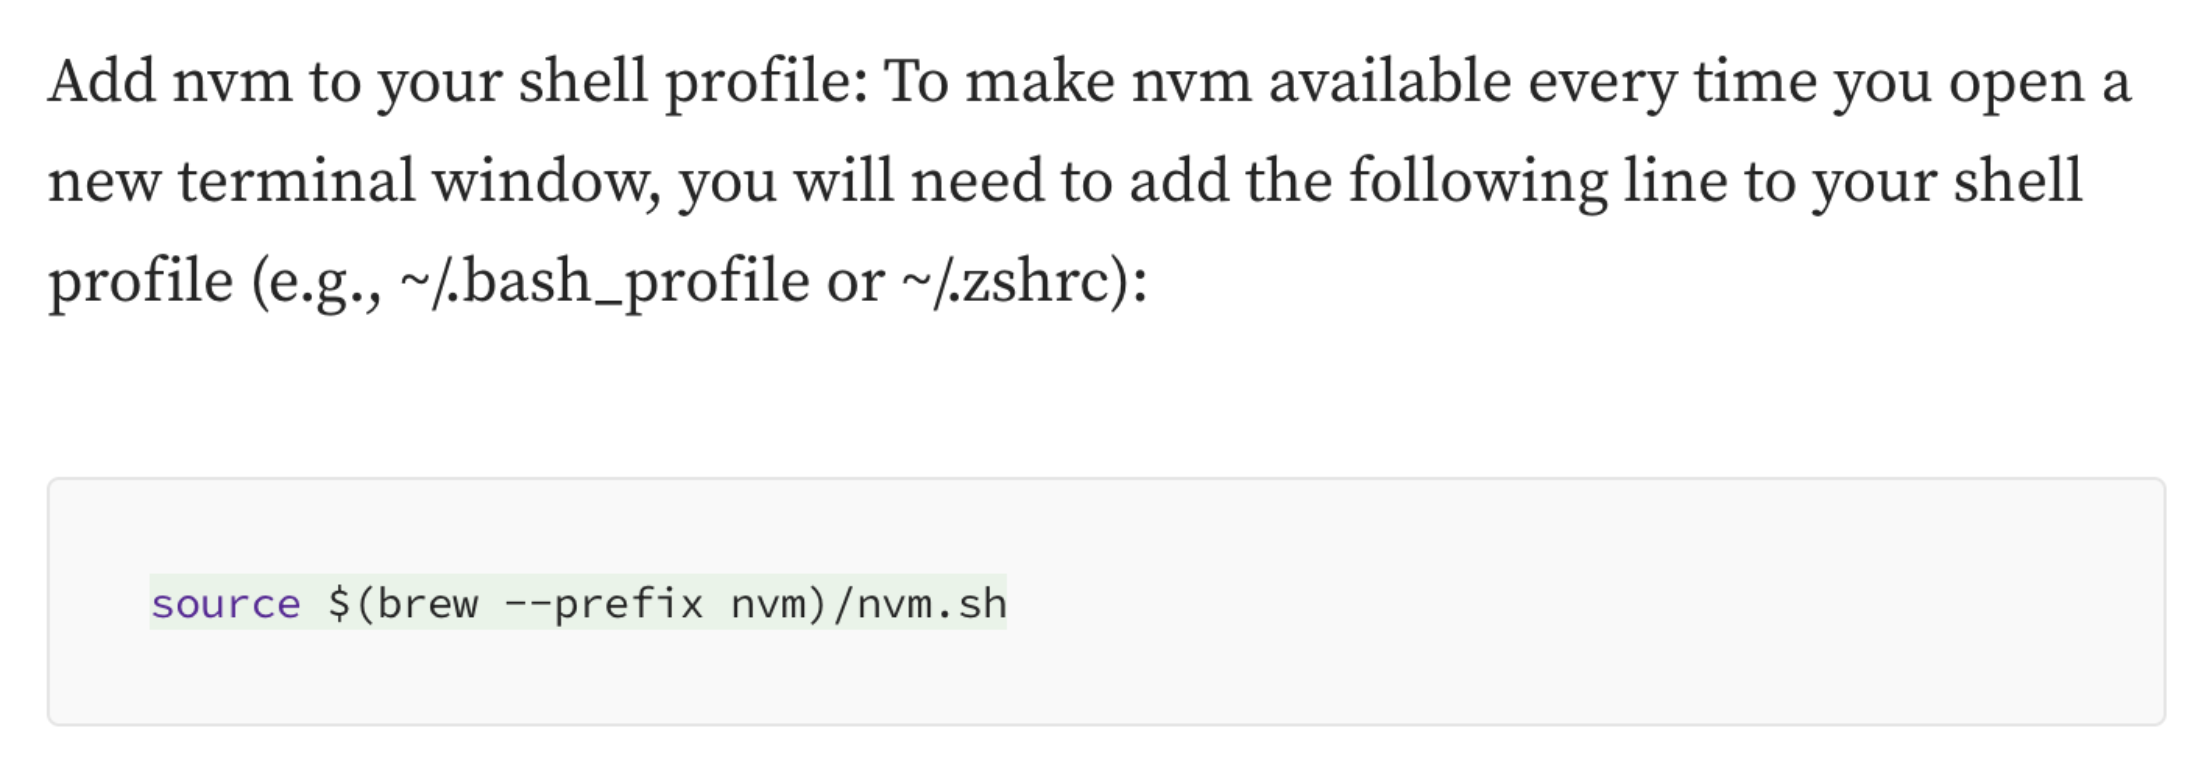 Add nvm to your shell profile: To make nvm available every time you open a
new terminal window, you will need to add the following line to your shell
profile (e.g., ~/.bash_profile or ~/.zshrc):
source $(brew --prefix nvm)/nvm.sh